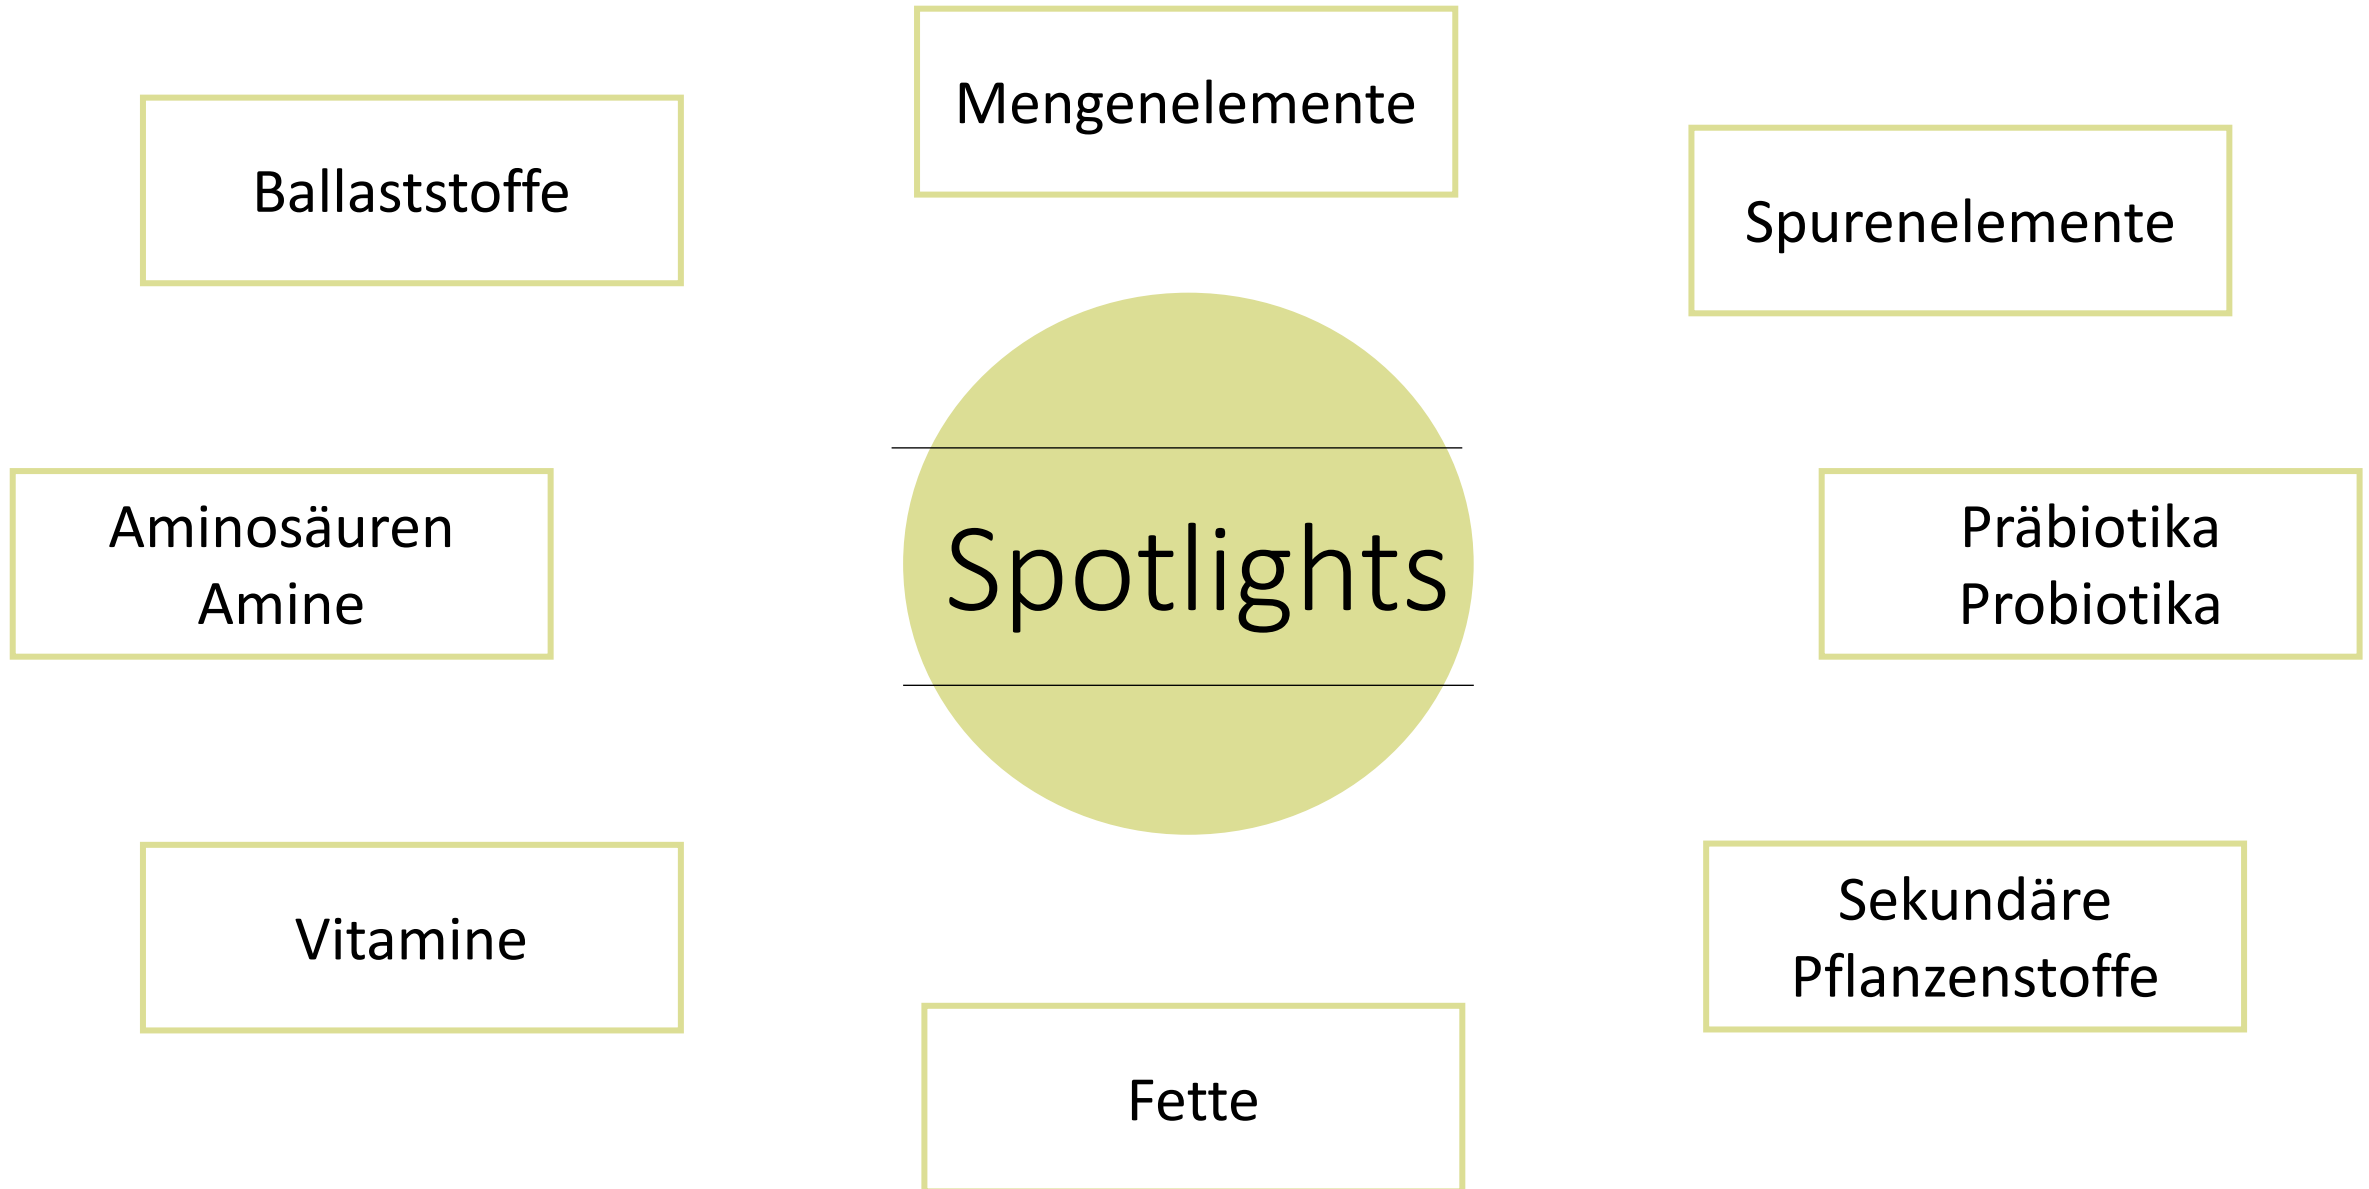 Mengenelemente
Ballaststoffe
Spurenelemente
Aminosäuren
Amine
Spotlights
Präbiotika
Probiotika
Vitamine
Sekundäre
Pflanzenstoffe
Fette